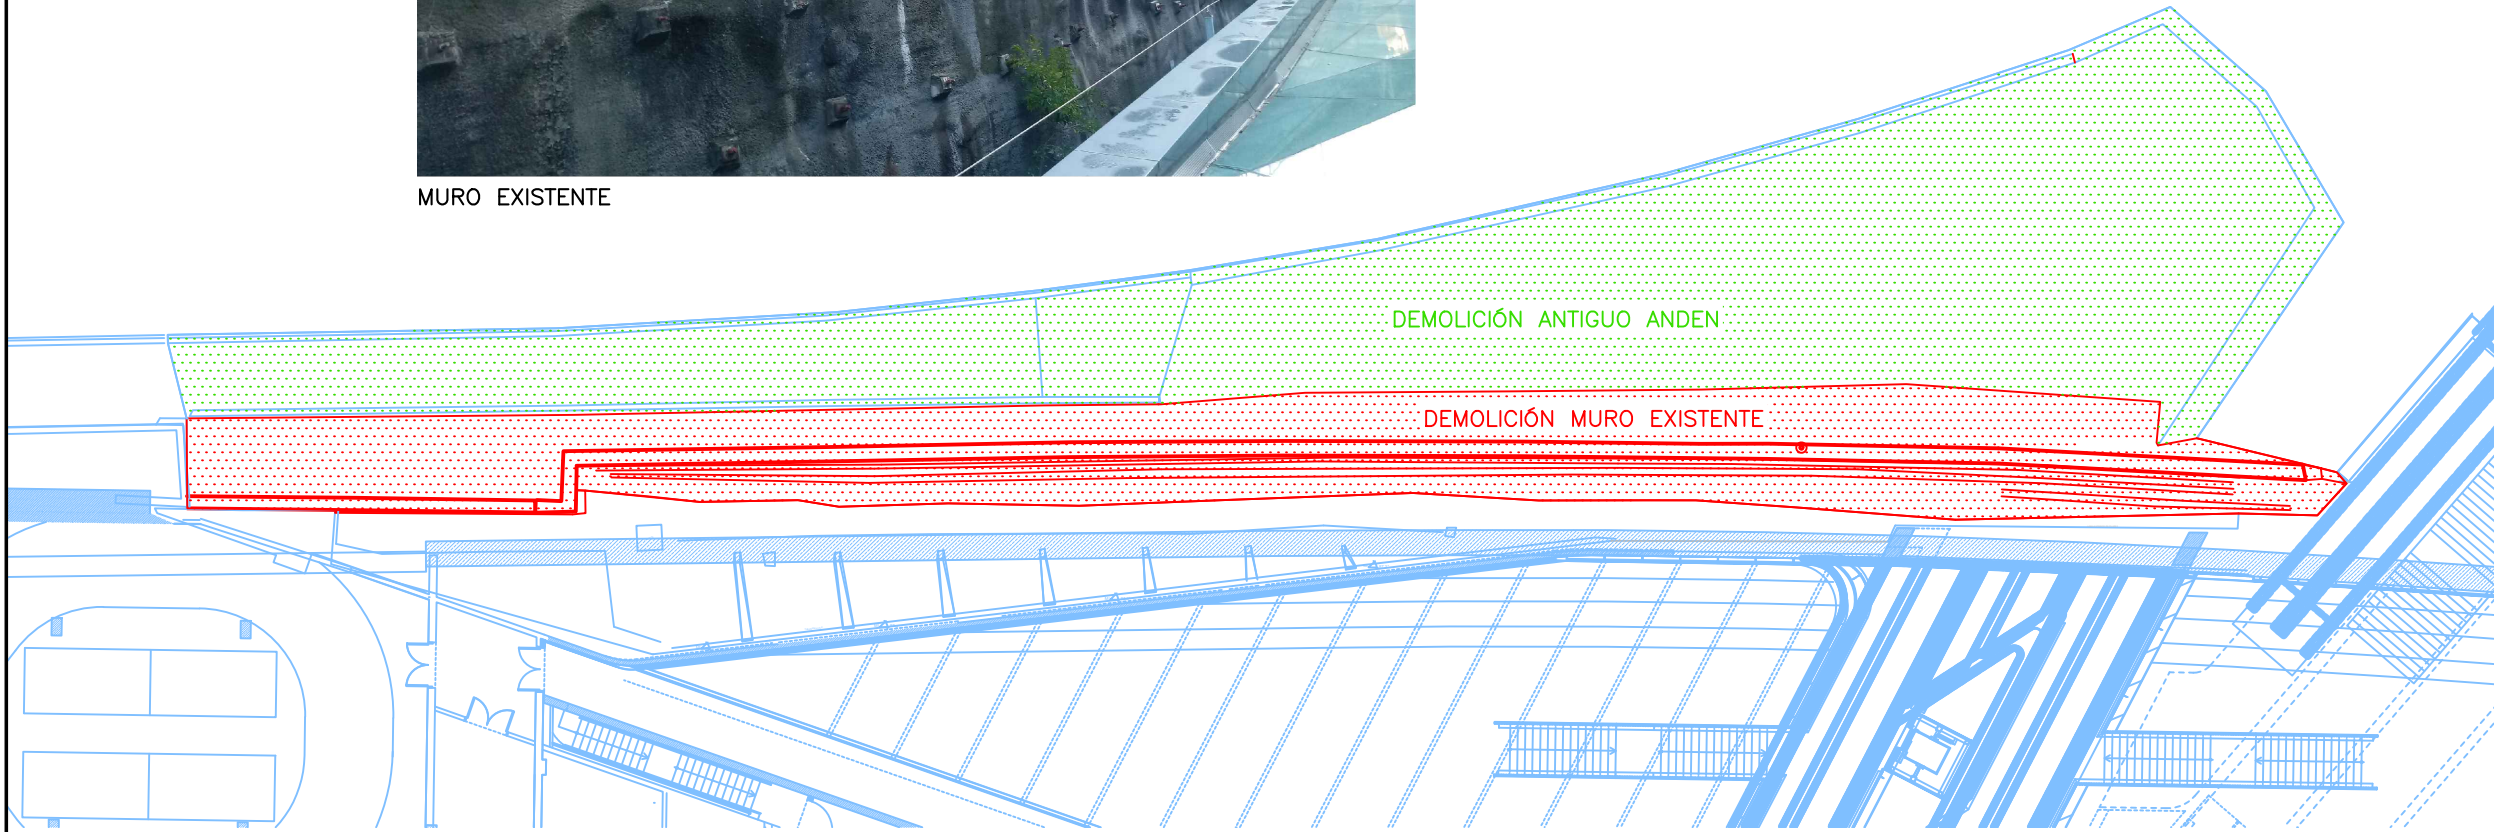 MURO EXISTENTE
DEMOLICIÓN ANTIGUO ANDEN
DEMOLICIÓN MURO EXISTENTE